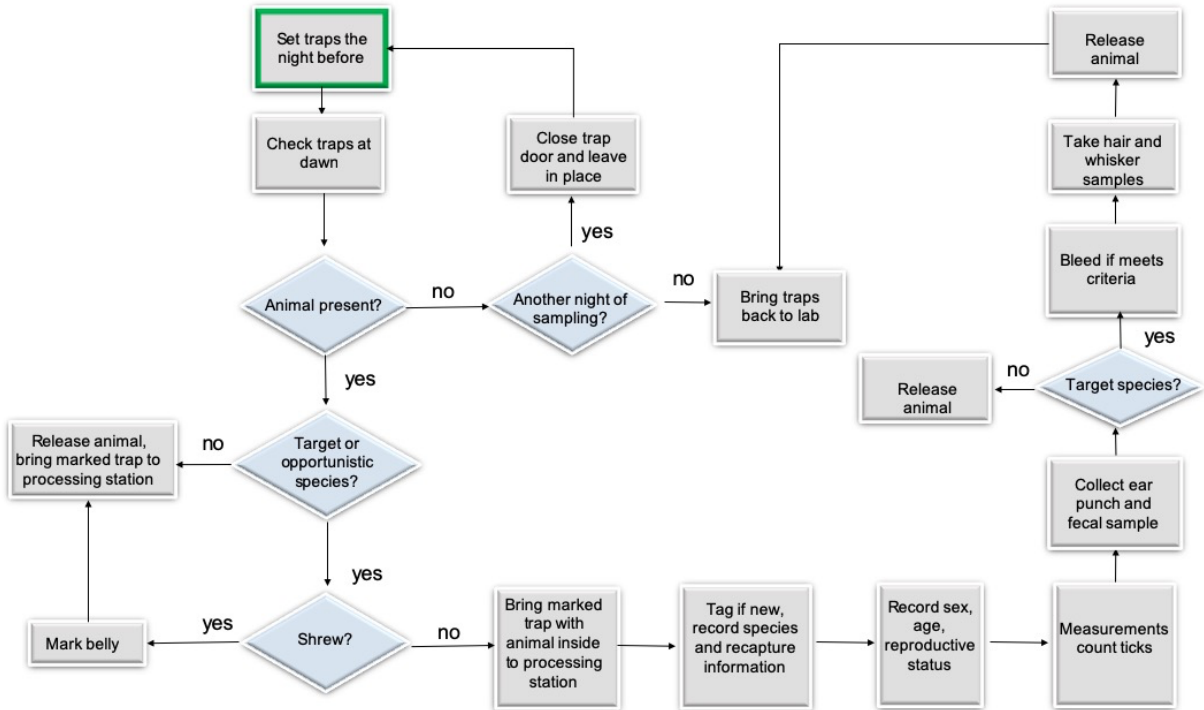 Set traps the
night before
Check traps at
dawn
Close trap
door and leave
in place
yes
Animal present?
no
Another night of
sampling?
no
Bring traps
back to lab
Release
animal
Take hair and
whisker
samples
Bleed if meets
criteria
yes
Target species?
no
Release
animal
yes
Target or
opportunistic
species?
no
Release animal,
bring marked trap to
processing station
yes
Shrew?
yes
Mark belly
no
Bring marked
trap with
animal inside
to processing
station
Tag if new,
record species
and recapture
information
Record sex,
age,
reproductive
status
Measurements
count ticks
Collect ear
punch and
fecal sample